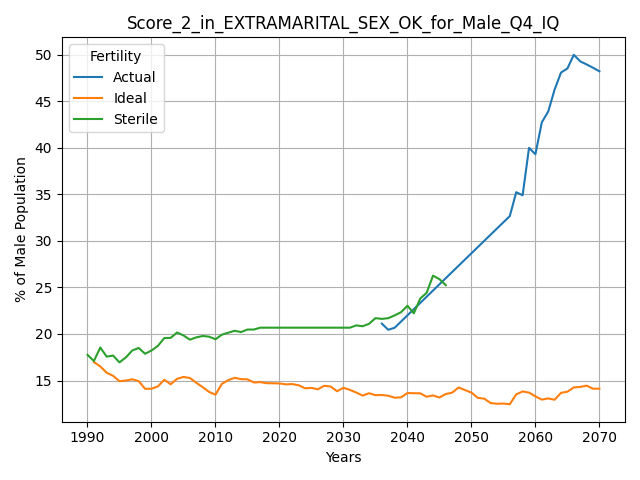 Score_2_in_EXTRAMARITAL_SEX_OK_for_Male_Q4_IQ
Fertility
Actual
Ideal
Sterile
% of Male Population
50
45
40
35
30
25
20
15
1990 2000 2010 2020 2030 2040 2050 2060 2070
Years